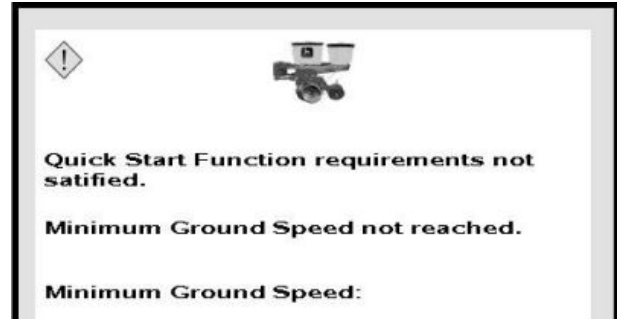 Quick Start Function requirements not
satified.
Minimum Ground Speed not reached.
Minimum Ground Speed: